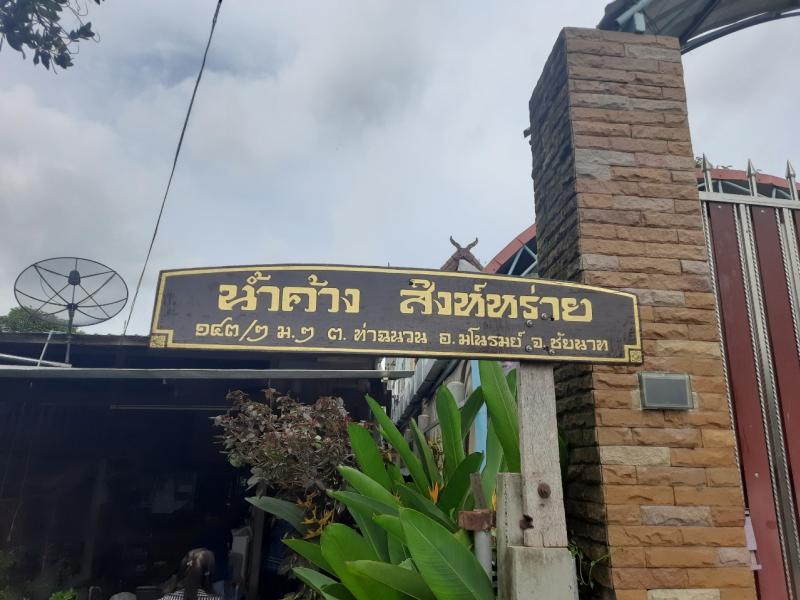 น้ำค้าง สิงห์หร่าย
๑๔๓/๒ ม.๒ ต. ท่าฉนวน อ.มโนรมย์ จ.ชัยนาท